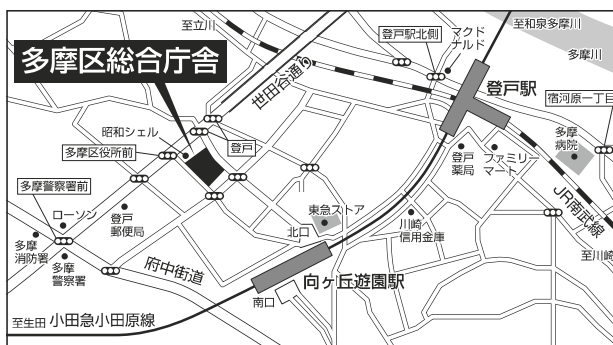 至立川
登戸駅北側
マクド
ナルド
至和泉多摩川
多摩川
多摩区総合庁舎
世田谷通り
登戸駅
宿河原一丁目
昭和シェル
多摩区役所前
登戸
登戸
薬局
ファミリー
マート
多摩
病院
多摩警察署前
ローソン
登戸
郵便局
東急ストア
北口
川崎
信用金庫
JR南武線
多摩
消防署
多摩
警察署
府中街道
向ヶ丘遊園駅
至川崎
南口
至生田 小田急小田原線